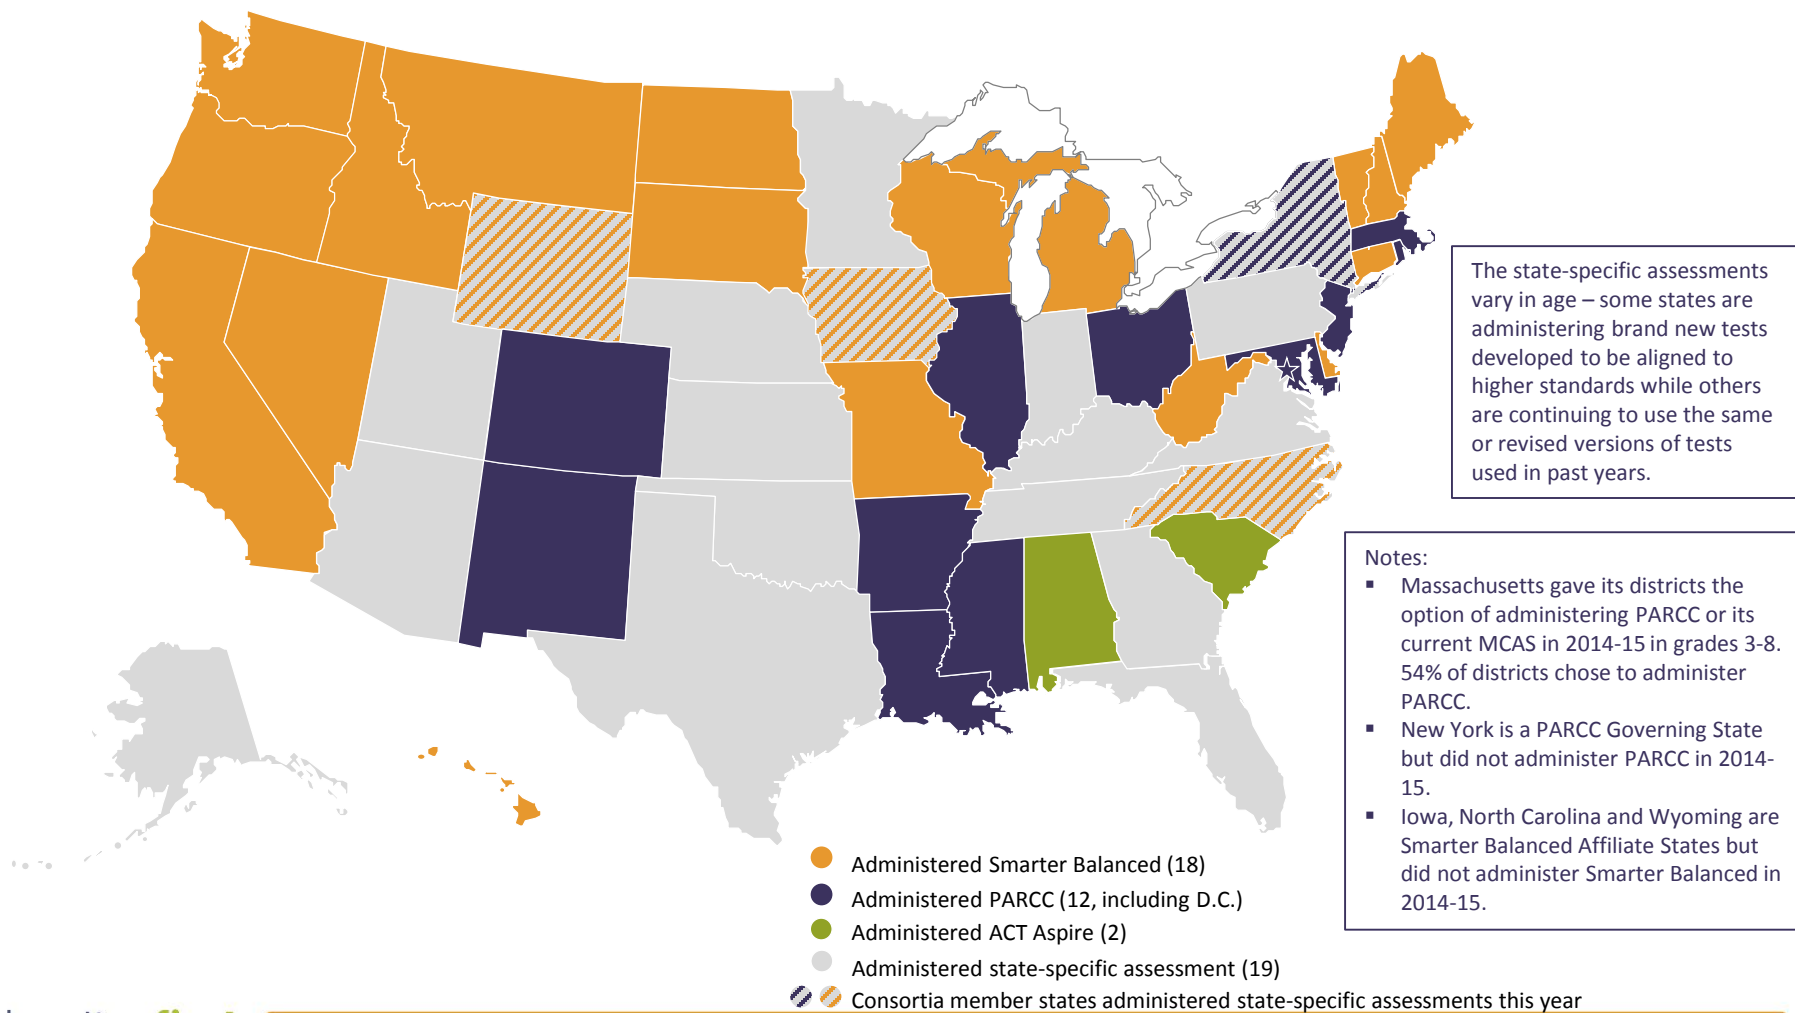 The state-specific assessments
vary in age – some states are
administering brand new tests
developed to be aligned to
higher standards while others
are continuing to use the same
or revised versions of tests
used in past years.
Notes:
▪ Massachusetts gave its districts the
option of administering PARCC or its
current MCAS in 2014-15 in grades 3-8.
54% of districts chose to administer
PARCC.
▪ New York is a PARCC Governing State
but did not administer PARCC in 2014-
15.
▪ Iowa, North Carolina and Wyoming are
Smarter Balanced Affiliate States but
did not administer Smarter Balanced in
2014-15.
Administered Smarter Balanced (18)
Administered PARCC (12, including D.C.)
Administered ACT Aspire (2)
Administered state-specific assessment (19)
Consortia member states administered state-specific assessments this year